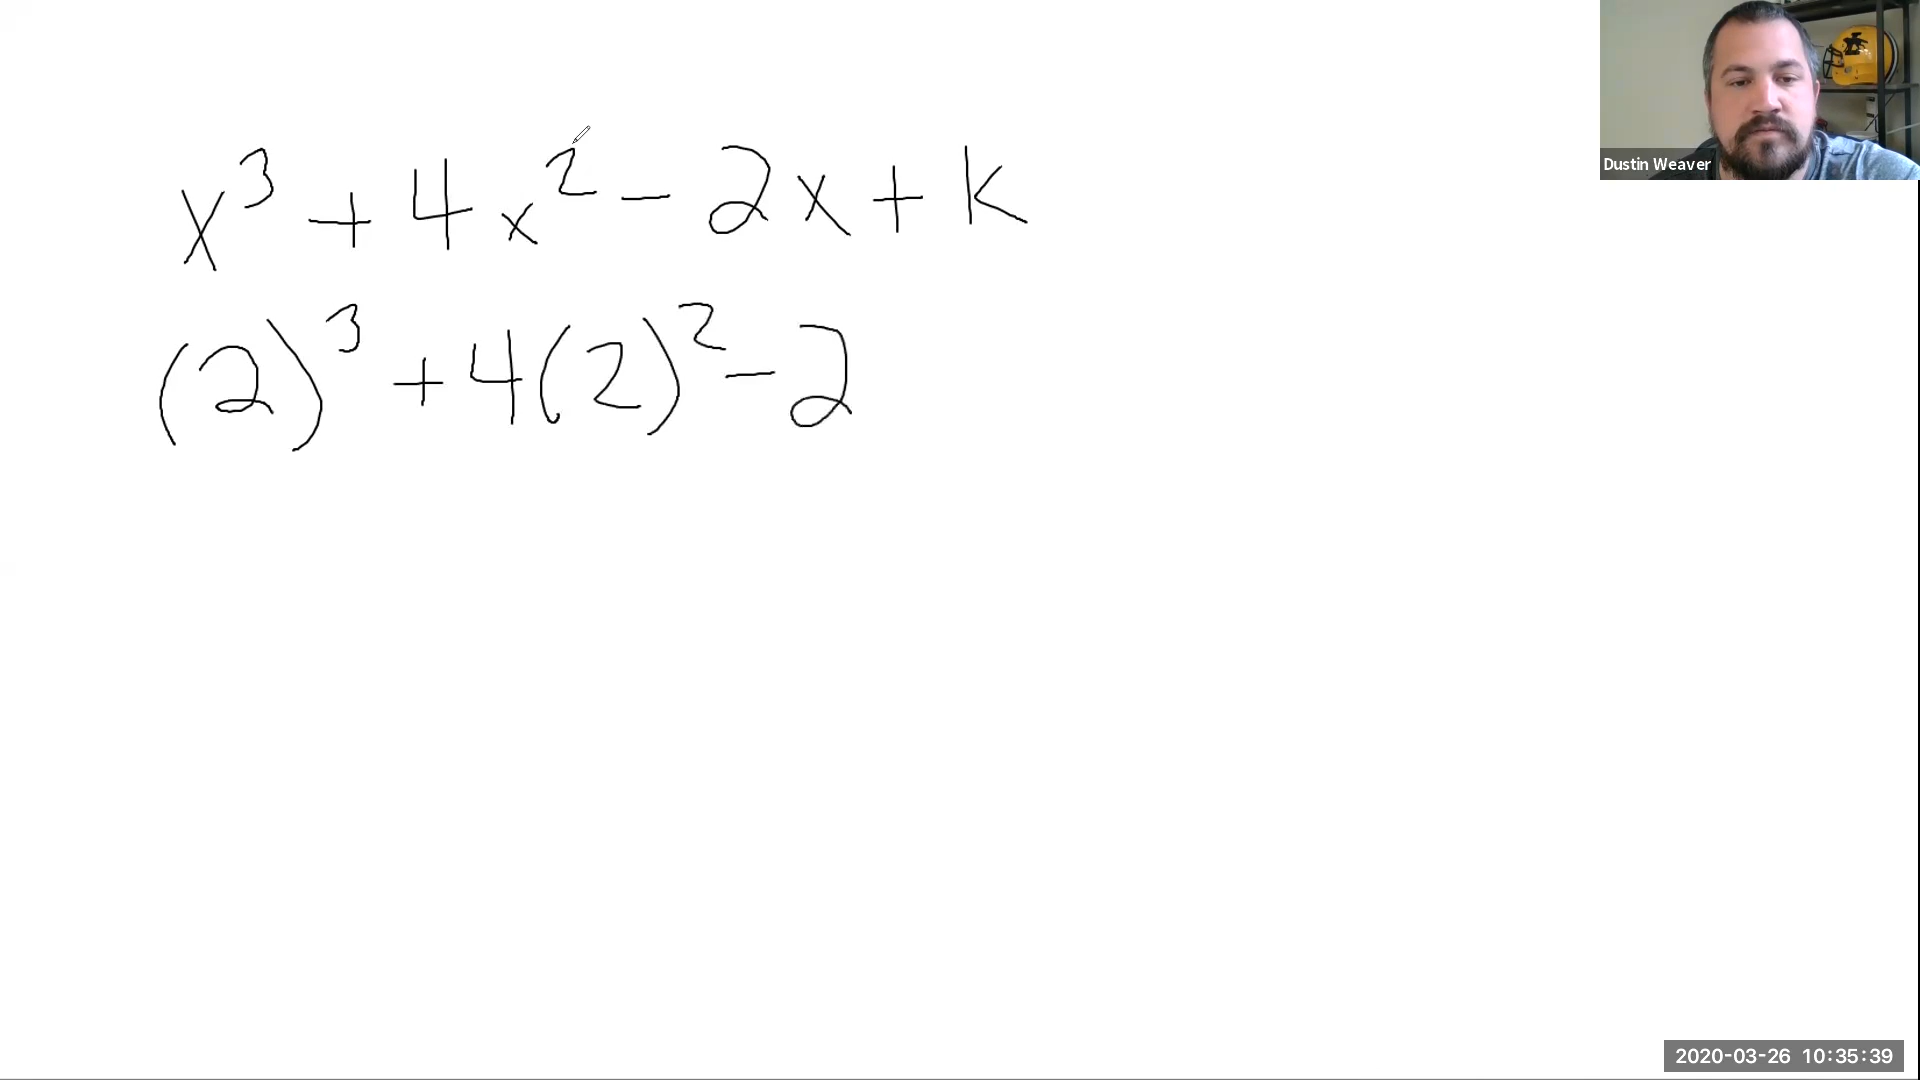 x³ + 4x² - 2x + k
(2)³ + 4(2)² - 2
Dustin Weaver
2020-03-26 10:35:39